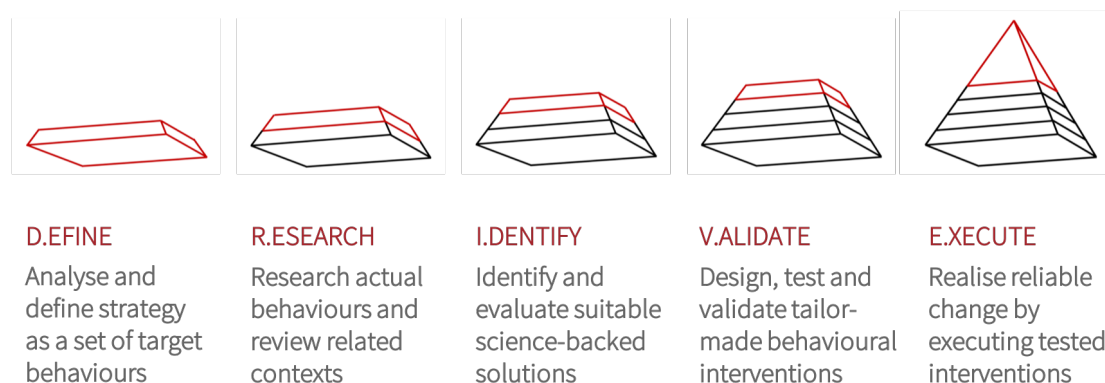 D.EFINE
Analyse and
define strategy
as a set of target
behaviours
R.ESEARCH
Research actual
behaviours and
review related
contexts
I.DENTIFY
Identify and
evaluate suitable
science-backed
solutions
V.ALIDATE
Design, test and
validate tailor-
made behavioural
interventions
E.XECUTE
Realise reliable
change by
executing tested
interventions